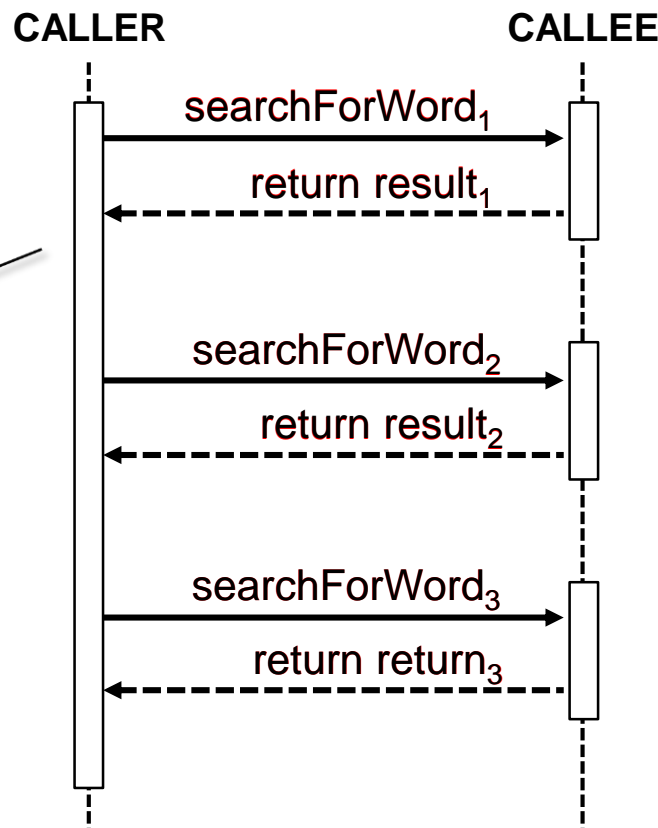 CALLER CALLEE
searchForWord₁
return result₁
searchForWord₂
return result₂
searchForWord₃
return return₃